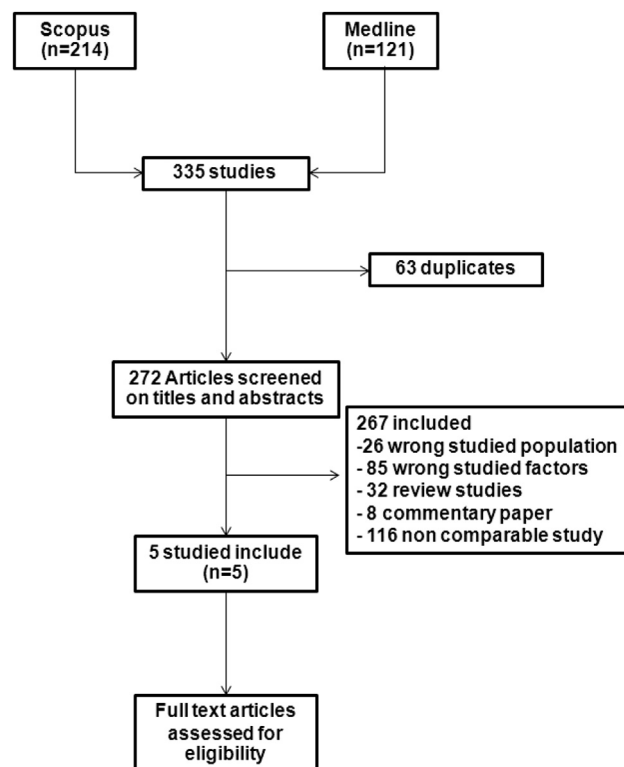 Scopus
(n=214)
Medline
(n=121)
335 studies
63 duplicates
272 Articles screened
on titles and abstracts
267 included
-26 wrong studied population
- 85 wrong studied factors
- 32 review studies
- 8 commentary paper
- 116 non comparable study
5 studied include
(n=5)
Full text articles
assessed for
eligibility